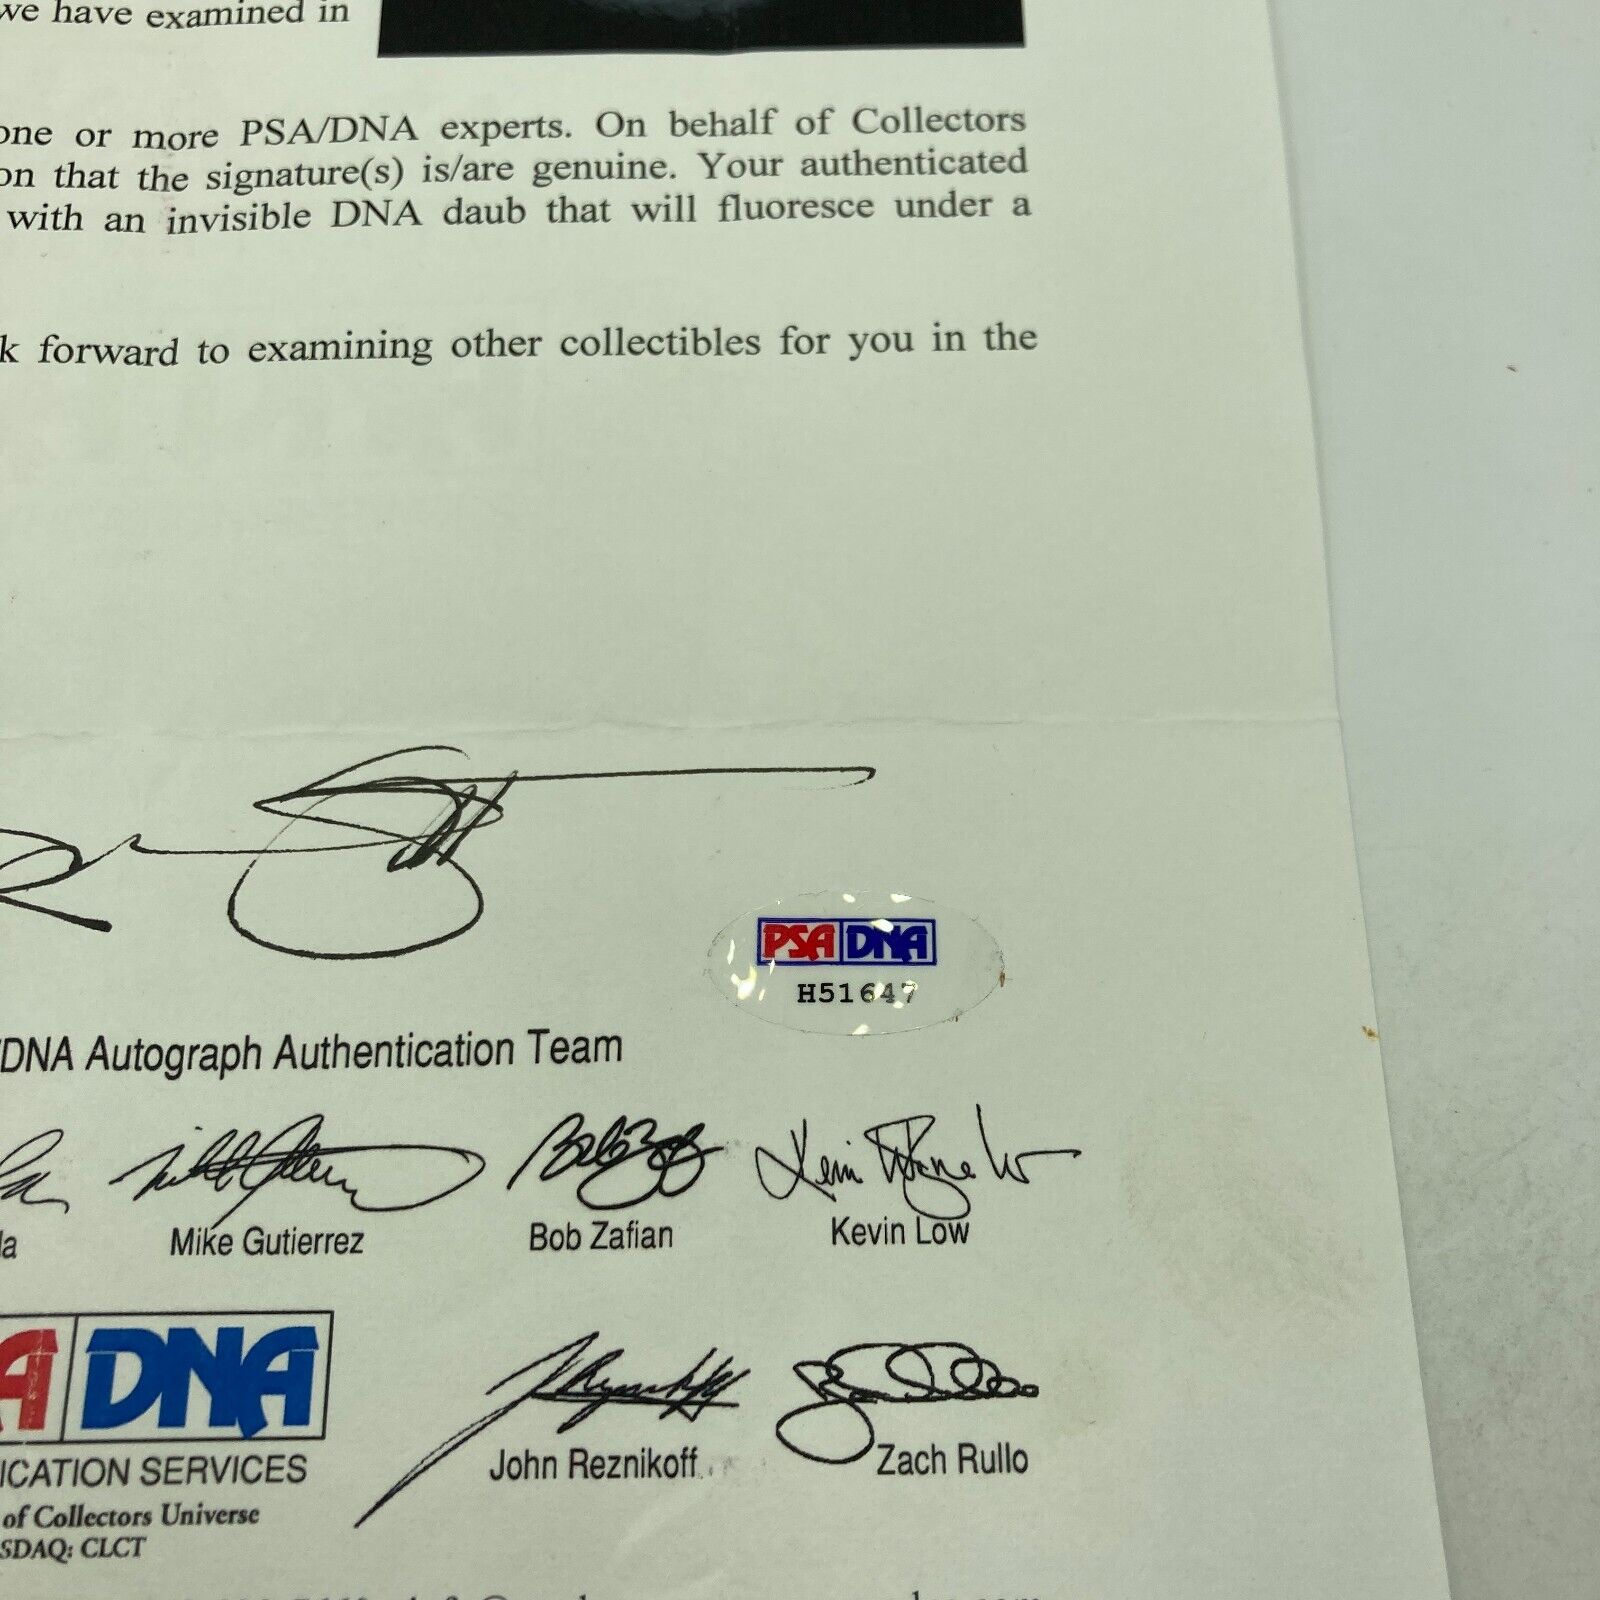 we have examined in
one or more PSA/DNA experts. On behalf of Collectors
on that the signature(s) is/are genuine. Your authenticated
with an invisible DNA daub that will fluoresce under a
k forward to examining other collectibles for you in the
PSA DNA
H51647
/DNA Autograph Authentication Team
la
Mike Gutierrez
Bob Zafian
Kevin Low
A DNA
John Reznikoff
Zach Rullo
ICATION SERVICES
of Collectors Universe
SDAQ: CLCT